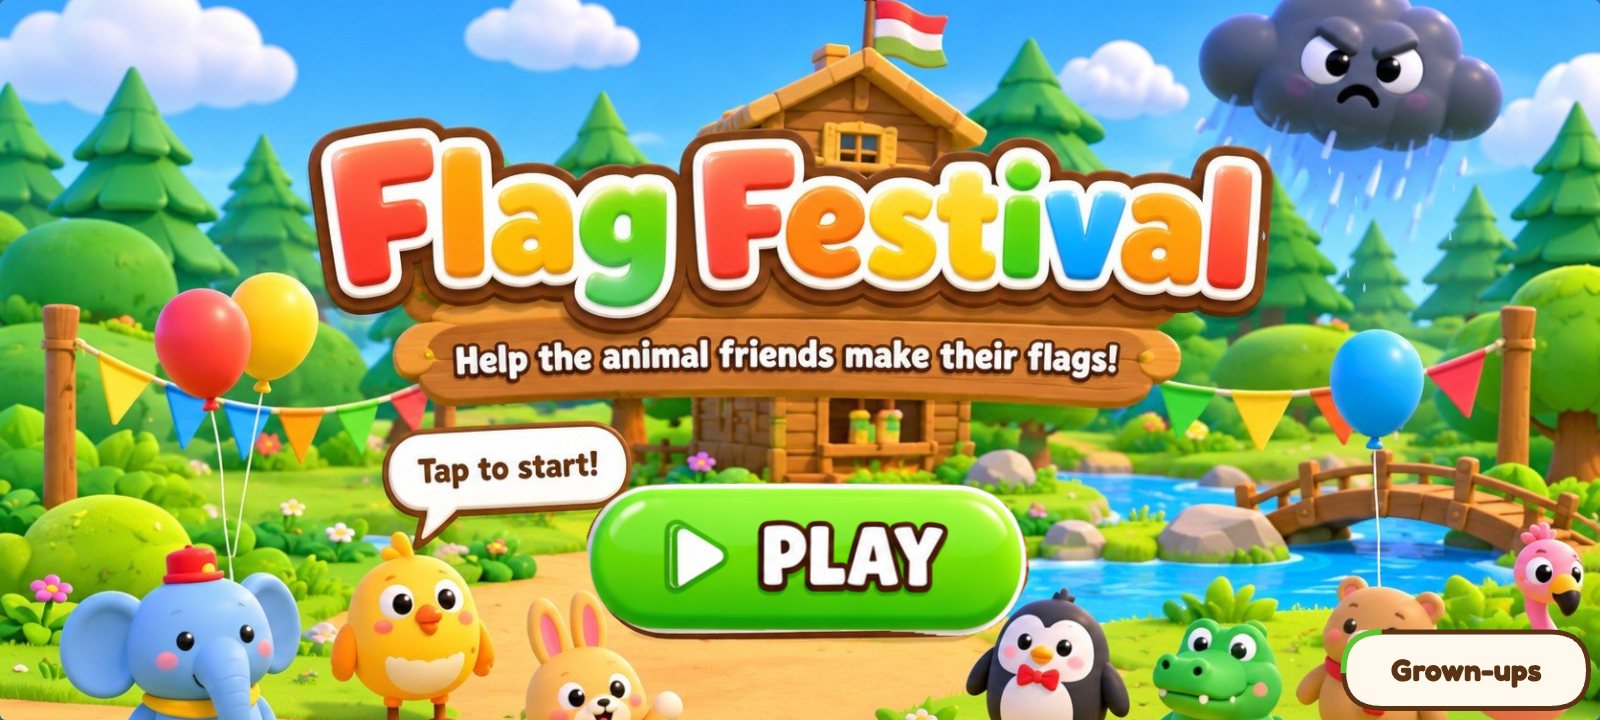 Flag Festival
Help the animal friends make their flags!
Tap to start!
PLAY
Grown-ups